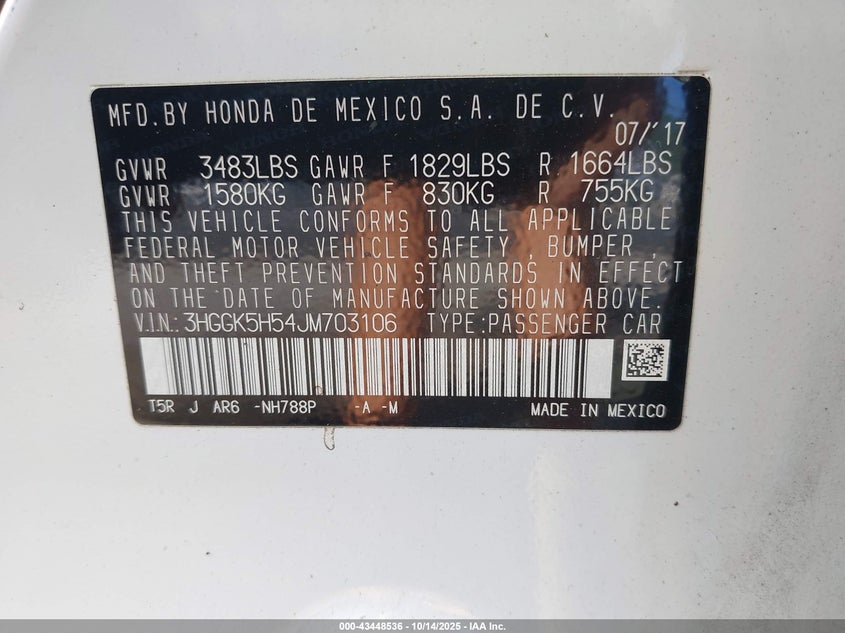 MFD.BY HONDA DE MEXICO S.A. DE C.V.
07/'17
GVWR 3483LBS GAWR F 1829LBS R 1664LBS
GVWR 1580KG GAWR F 830KG R 755KG
THIS VEHICLE CONFORMS TO ALL APPLICABLE
FEDERAL MOTOR VEHICLE SAFETY , BUMPER ,
AND THEFT PREVENTION STANDARDS IN EFFECT
ON THE DATE OF MANUFACTURE SHOWN ABOVE.
V.I.N.:3HGGK5H54JM703106 TYPE:PASSENGER CAR
T5R J AR6 -NH788P -A -M MADE IN MEXICO
000-43448536 - 10/14/2025 - IAA Inc.